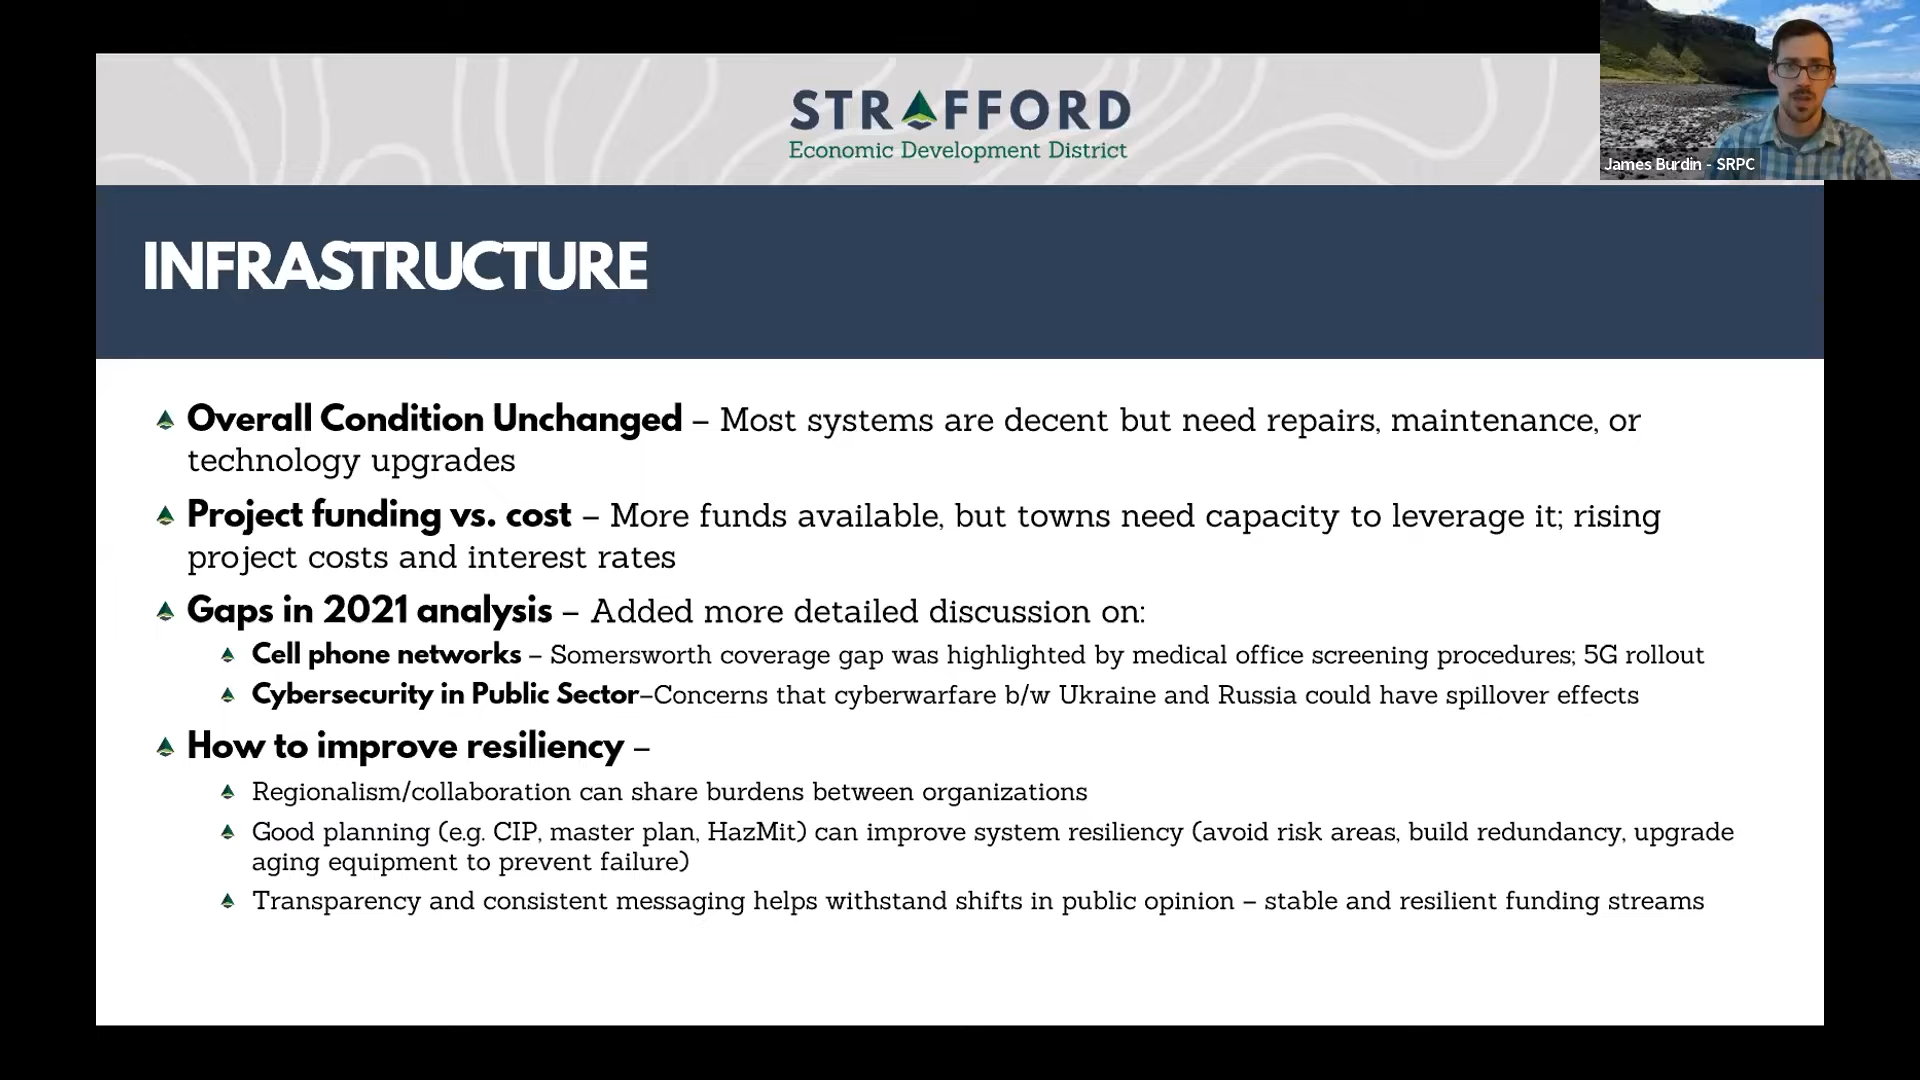 STRAFFORD
Economic Development District
James Burdin - SRPC
INFRASTRUCTURE
Overall Condition Unchanged – Most systems are decent but need repairs, maintenance, or
technology upgrades
Project funding vs. cost – More funds available, but towns need capacity to leverage it; rising
project costs and interest rates
Gaps in 2021 analysis – Added more detailed discussion on:
Cell phone networks – Somersworth coverage gap was highlighted by medical office screening procedures; 5G rollout
Cybersecurity in Public Sector–Concerns that cyberwarfare b/w Ukraine and Russia could have spillover effects
How to improve resiliency –
Regionalism/collaboration can share burdens between organizations
Good planning (e.g. CIP, master plan, HazMit) can improve system resiliency (avoid risk areas, build redundancy, upgrade
aging equipment to prevent failure)
Transparency and consistent messaging helps withstand shifts in public opinion – stable and resilient funding streams